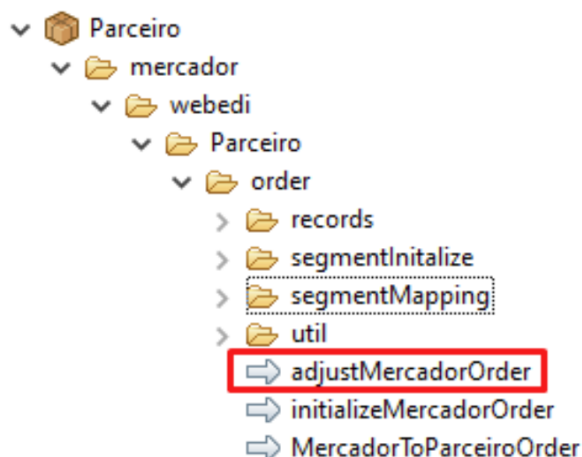 Parceiro
mercador
webedi
Parceiro
order
records
segmentInitalize
segmentMapping
util
adjustMercadorOrder
initializeMercadorOrder
MercadorToParceiroOrder